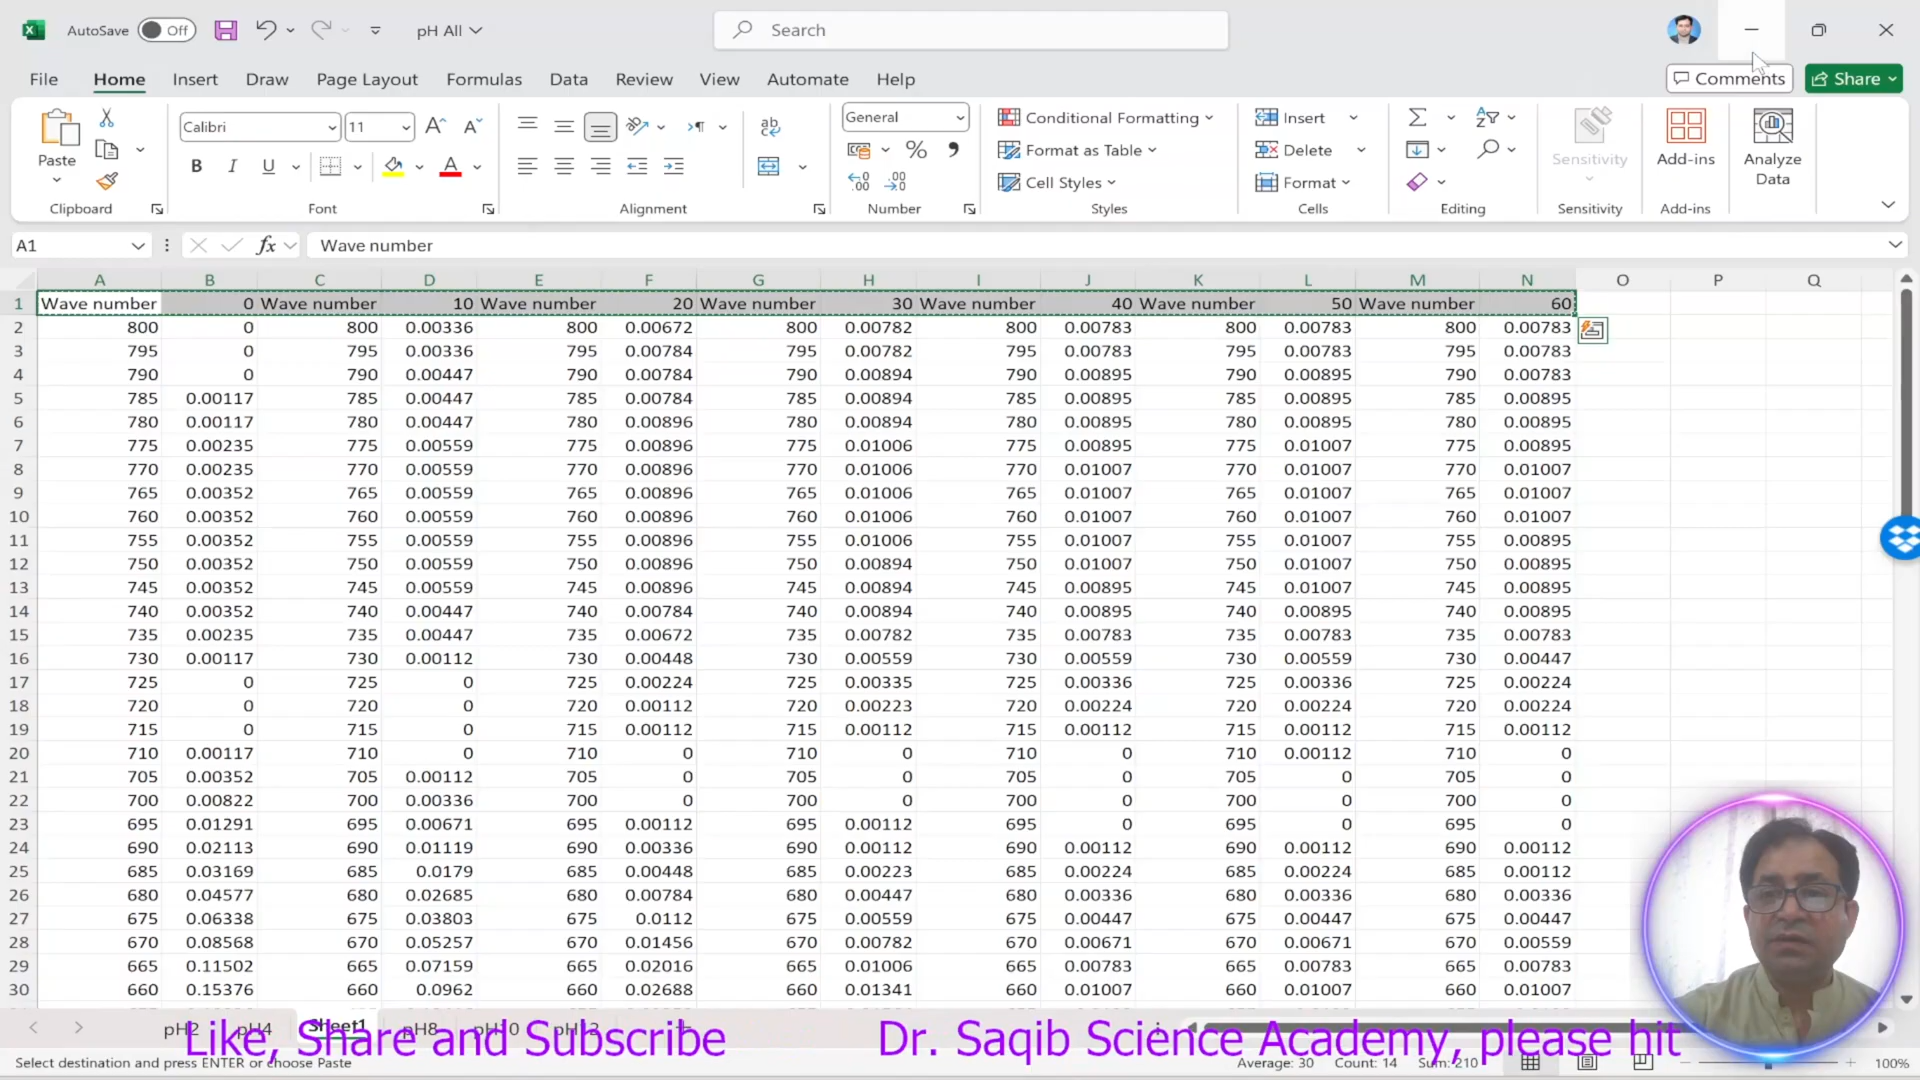 AutoSave Off pH All Search
File Home Insert Draw Page Layout Formulas Data Review View Automate Help Comments Share
Calibri 11 General Conditional Formatting Insert
Paste Format as Table Delete Sensitivity Add-ins Analyze Data
B I U Cell Styles Format
Clipboard Font Alignment Number Styles Cells Editing Sensitivity Add-ins
A1 fx Wave number
A B C D E F G H I J K L M N O P Q
1 Wave number 0 Wave number 10 Wave number 20 Wave number 30 Wave number 40 Wave number 50 Wave number 60
2 800 0 800 0.00336 800 0.00672 800 0.00782 800 0.00783 800 0.00783 800 0.00783
3 795 0 795 0.00336 795 0.00784 795 0.00782 795 0.00783 795 0.00783 795 0.00783
4 790 0 790 0.00447 790 0.00784 790 0.00894 790 0.00895 790 0.00895 790 0.00783
5 785 0.00117 785 0.00447 785 0.00784 785 0.00894 785 0.00895 785 0.00895 785 0.00895
6 780 0.00117 780 0.00447 780 0.00896 780 0.00894 780 0.00895 780 0.00895 780 0.00895
7 775 0.00235 775 0.00559 775 0.00896 775 0.01006 775 0.01007 775 0.01007 775 0.00895
8 770 0.00235 770 0.00559 770 0.00896 770 0.01006 770 0.01007 770 0.01007 770 0.01007
9 765 0.00352 765 0.00559 765 0.00896 765 0.01006 765 0.01007 765 0.01007 765 0.01007
10 760 0.00352 760 0.00559 760 0.00896 760 0.01006 760 0.01007 760 0.01007 760 0.01007
11 755 0.00352 755 0.00559 755 0.00896 755 0.01006 755 0.01007 755 0.01007 755 0.00895
12 750 0.00352 750 0.00559 750 0.00896 750 0.00894 750 0.01007 750 0.01007 750 0.00895
13 745 0.00352 745 0.00559 745 0.00896 745 0.00894 745 0.00895 745 0.01007 745 0.00895
14 740 0.00352 740 0.00447 740 0.00784 740 0.00894 740 0.00895 740 0.00895 740 0.00895
15 735 0.00235 735 0.00447 735 0.00672 735 0.00782 735 0.00783 735 0.00783 735 0.00783
16 730 0.00117 730 0.00112 730 0.00448 730 0.00559 730 0.00559 730 0.00559 730 0.00447
17 725 0 725 0 725 0.00224 725 0.00335 725 0.00336 725 0.00336 725 0.00224
18 720 0 720 0 720 0.00112 720 0.00223 720 0.00224 720 0.00224 720 0.00224
19 715 0 715 0 715 0.00112 715 0.00112 715 0.00112 715 0.00112 715 0.00112
20 710 0.00117 710 0 710 0 710 0 710 0 710 0.00112 710 0
21 705 0.00352 705 0.00112 705 0 705 0 705 0 705 0 705 0
22 700 0.00822 700 0.00336 700 0 700 0 700 0 700 0 700 0
23 695 0.01291 695 0.00671 695 0.00112 695 0.00112 695 0 695 0 695 0
24 690 0.02113 690 0.01119 690 0.00336 690 0.00112 690 0.00112 690 0.00112 690 0.00112
25 685 0.03169 685 0.0179 685 0.00448 685 0.00223 685 0.00224 685 0.00224 685 0.00112
26 680 0.04577 680 0.02685 680 0.00784 680 0.00447 680 0.00336 680 0.00336 680 0.00336
27 675 0.06338 675 0.03803 675 0.0112 675 0.00559 675 0.00447 675 0.00447 675 0.00447
28 670 0.08568 670 0.05257 670 0.01456 670 0.00782 670 0.00671 670 0.00671 670 0.00559
29 665 0.11502 665 0.07159 665 0.02016 665 0.01006 665 0.00783 665 0.00783 665 0.00783
30 660 0.15376 660 0.0962 660 0.02688 660 0.01341 660 0.01007 660 0.01007 660 0.01007
pH2 pH4 Sheet1 pH8
Like, Share and Subscribe Dr. Saqib Science Academy, please hit
Select destination and press ENTER or choose Paste Average: 30 Count: 14 Sum: 210 100%